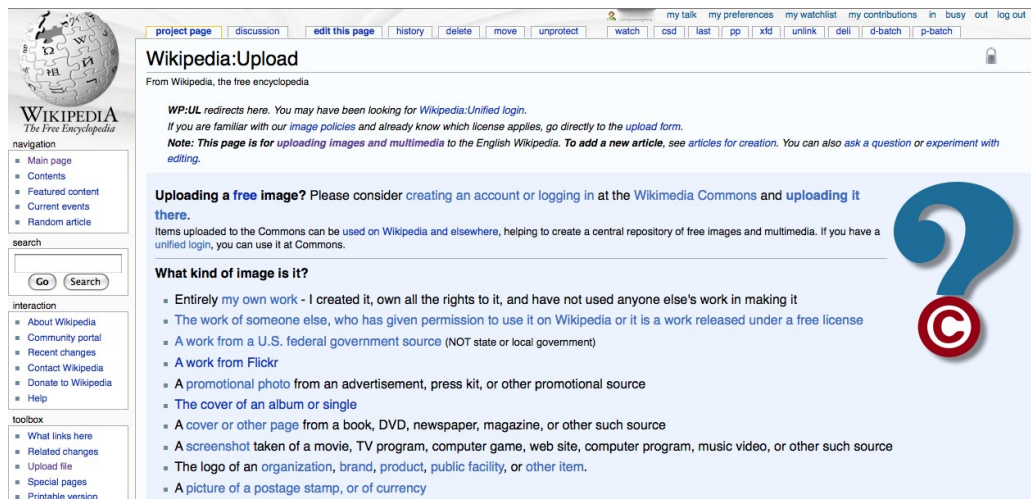 my talk my preferences my watchlist my contributions in busy out log out
project page discussion edit this page history delete move unprotect watch csd last pp xfd unlink deli d-batch p-batch
WIKIPEDIA
The Free Encyclopedia
navigation
Main page
Contents
Featured content
Current events
Random article
search
Go Search
interaction
About Wikipedia
Community portal
Recent changes
Contact Wikipedia
Donate to Wikipedia
Help
toolbox
What links here
Related changes
Upload file
Special pages
Printable version
Wikipedia:Upload
From Wikipedia, the free encyclopedia
WP:UL redirects here. You may have been looking for Wikipedia:Unified login.
If you are familiar with our image policies and already know which license applies, go directly to the upload form.
Note: This page is for uploading images and multimedia to the English Wikipedia. To add a new article, see articles for creation. You can also ask a question or experiment with
editing.
Uploading a free image? Please consider creating an account or logging in at the Wikimedia Commons and uploading it
there.
Items uploaded to the Commons can be used on Wikipedia and elsewhere, helping to create a central repository of free images and multimedia. If you have a
unified login, you can use it at Commons.
What kind of image is it?
Entirely my own work - I created it, own all the rights to it, and have not used anyone else's work in making it
The work of someone else, who has given permission to use it on Wikipedia or it is a work released under a free license
A work from a U.S. federal government source (NOT state or local government)
A work from Flickr
A promotional photo from an advertisement, press kit, or other promotional source
The cover of an album or single
A cover or other page from a book, DVD, newspaper, magazine, or other such source
A screenshot taken of a movie, TV program, computer game, web site, computer program, music video, or other such source
The logo of an organization, brand, product, public facility, or other item.
A picture of a postage stamp, or of currency
?
©